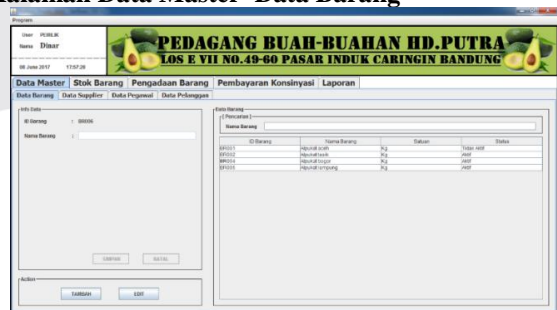 Halaman Data Master Data Barang
Program
User PEMILIK
Nama Dinar
08 June 2017 17:57:26
PEDAGANG BUAH-BUAHAN HD.PUTRA
LOS E VII NO.49-60 PASAR INDUK CARINGIN BANDUNG
Data Master Stok Barang Pengadaan Barang Pembayaran Konsinyasi Laporan
Data Barang Data Supplier Data Pegawai Data Pelanggan
Info Data
ID Barang : BR006
Nama Barang :
SIMPAN BATAL
Action
TAMBAH EDIT
Data Barang
[ Pencarian ]
Nama Barang
ID Barang Nama Barang Satuan Status
BR001 Alpukat aceh Kg Tidak Aktif
BR002 Alpukat Kg Aktif
BR004 Alpukat bogor Kg Aktif
BR005 Alpukat lampung Kg Aktif